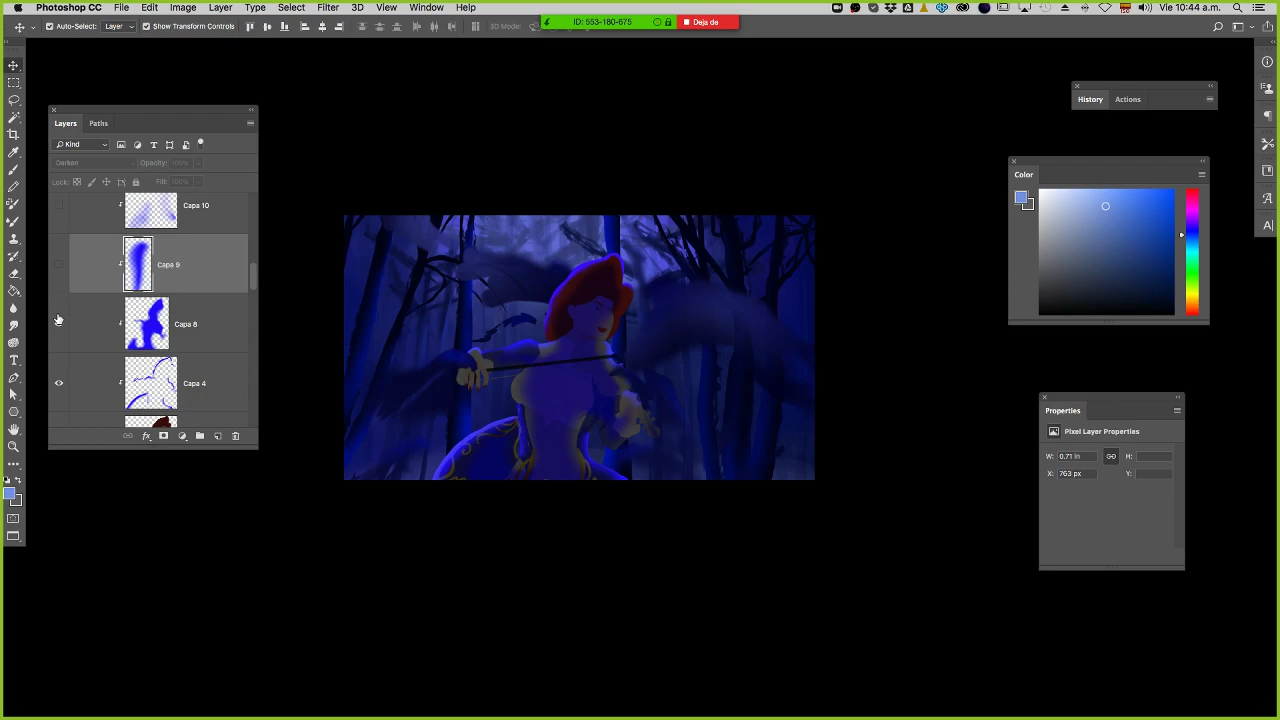 Photoshop CC File Edit Image Layer Type Select Filter 3D View Window Help Vie 10:44 a.m.
ID: 553-180-675 Deja de
Auto-Select: Layer Show Transform Controls 3D Mode:
History Actions
Layers Paths
Kind
Darken Opacity: 100%
Lock: Fill: 100%
Capa 10
Capa 9
Capa 8
Capa 4
Color
Properties
Pixel Layer Properties
W: 0.71 in H:
X: 763 px Y: